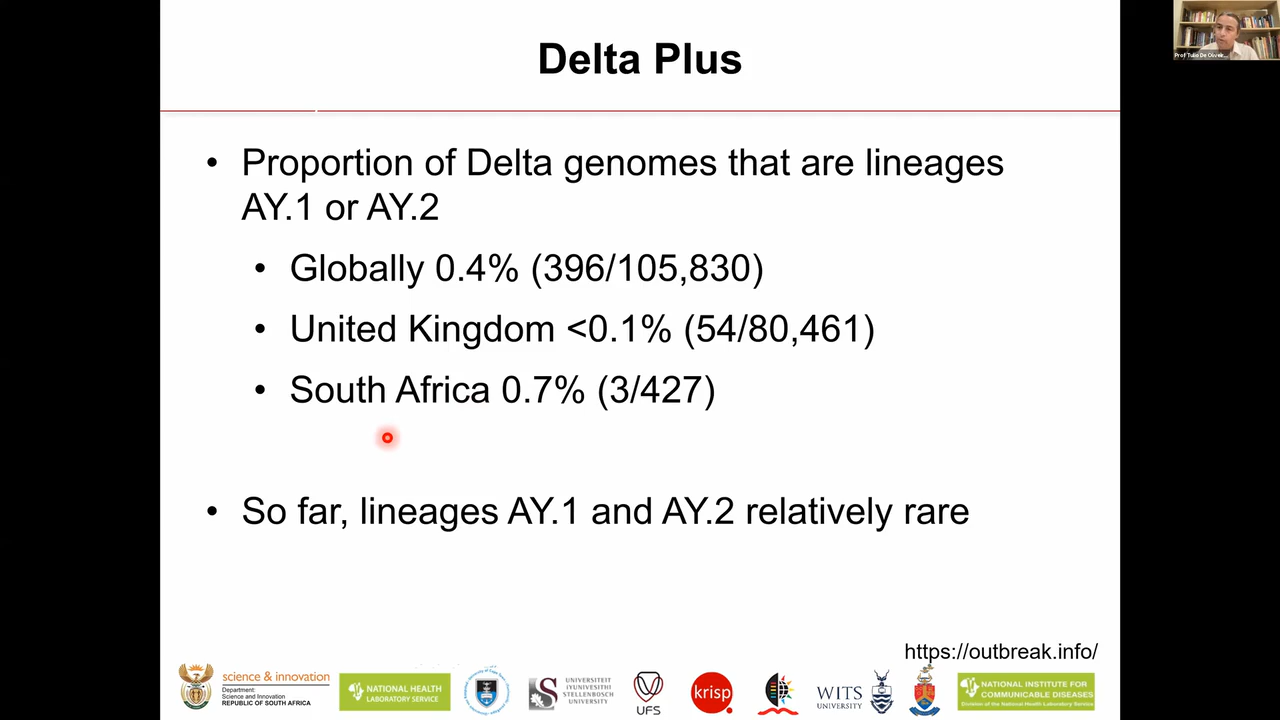 Delta Plus
Prof Tulio De Oliveir...
• Proportion of Delta genomes that are lineages
AY.1 or AY.2
• Globally 0.4% (396/105,830)
• United Kingdom <0.1% (54/80,461)
• South Africa 0.7% (3/427)
• So far, lineages AY.1 and AY.2 relatively rare
https://outbreak.info/
science & innovation
Department:
Science and Innovation
REPUBLIC OF SOUTH AFRICA
NATIONAL HEALTH
LABORATORY SERVICE
UNIVERSITEIT
IYUNIVESITHI
STELLENBOSCH
UNIVERSITY
UFS
krisp
WITS
UNIVERSITY
NATIONAL INSTITUTE FOR
COMMUNICABLE DISEASES
Division of the National Health Laboratory Service